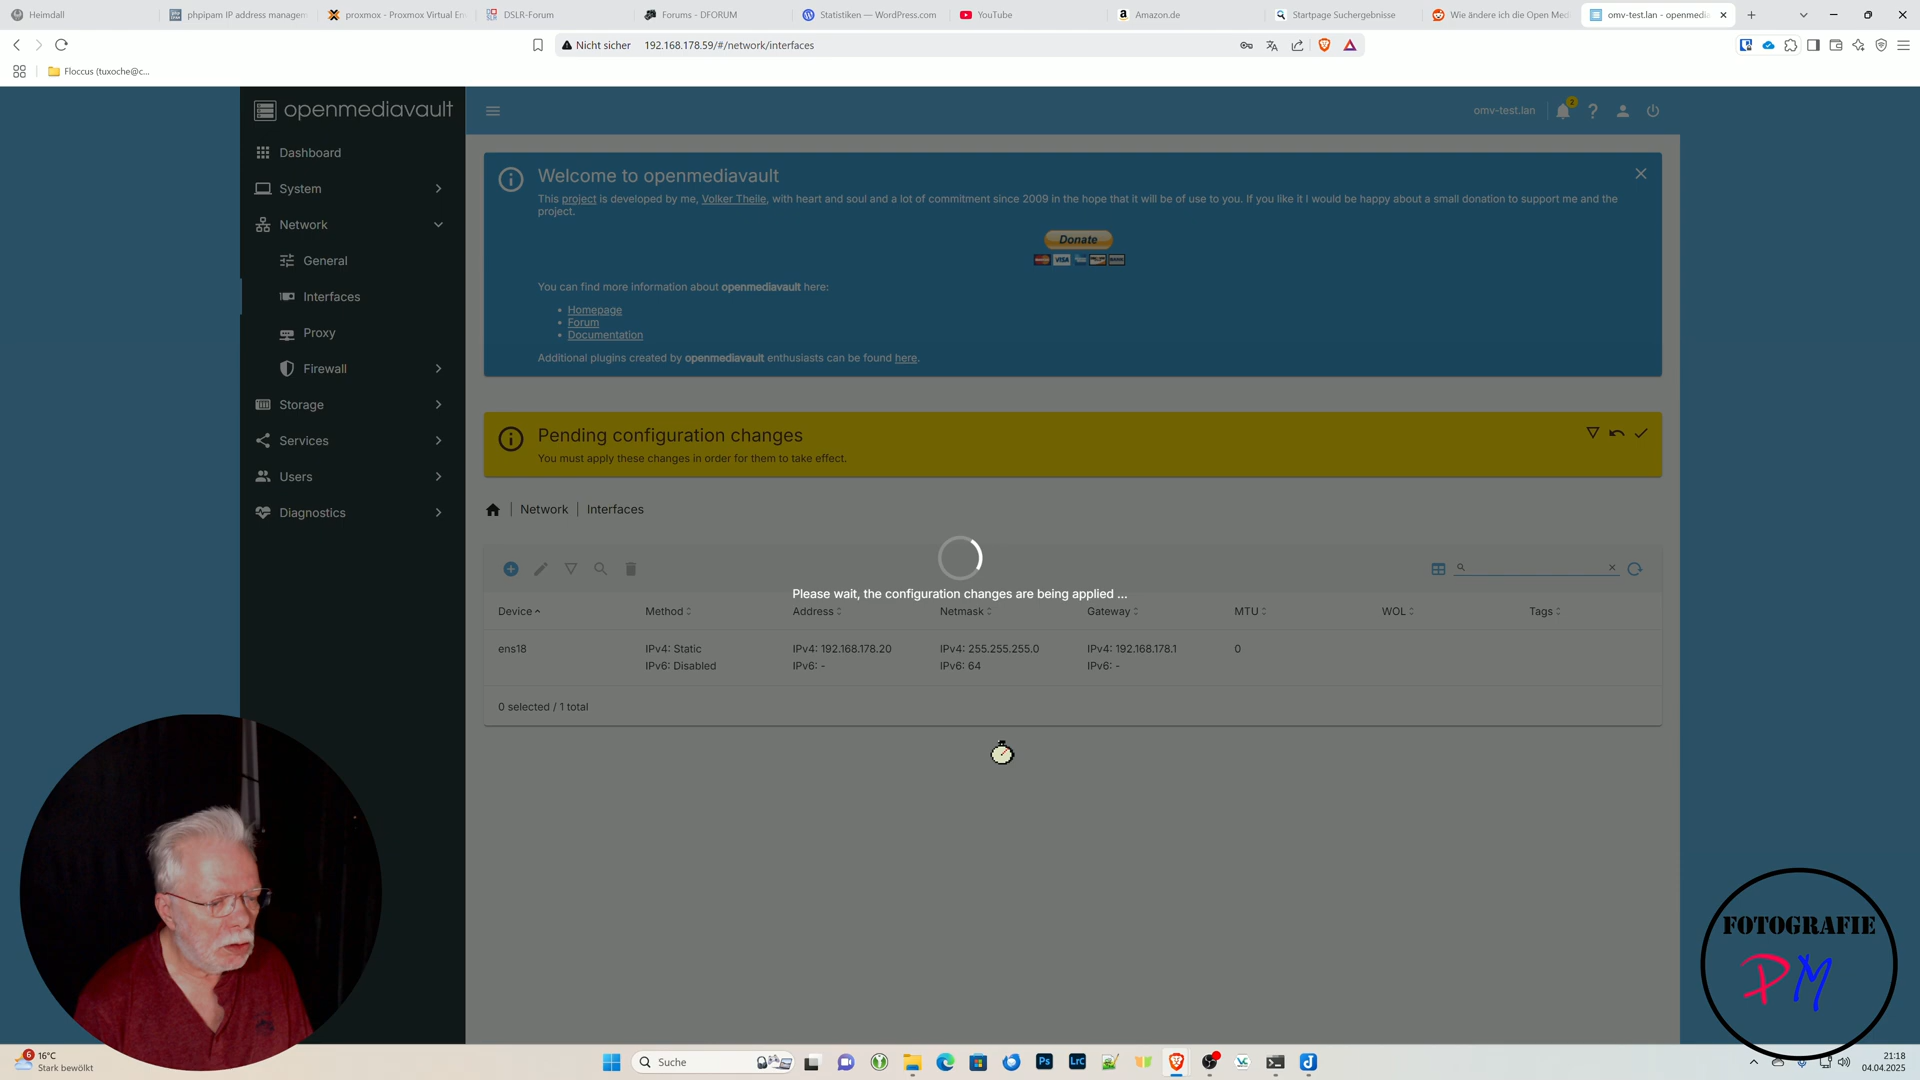 Heimdall
phpipam IP address managem
proxmox - Proxmox Virtual En
DSLR-Forum
Forums - DFORUM
Statistiken — WordPress.com
YouTube
Amazon.de
Startpage Suchergebnisse
Wie ändere ich die Open Med
omv-test.lan - openmedia
Nicht sicher
192.168.178.59/#/network/interfaces
Floccus (tuxoche@c...
openmediavault
omv-test.lan
Dashboard
System
Network
General
Interfaces
Proxy
Firewall
Storage
Services
Users
Diagnostics
Welcome to openmediavault
This project is developed by me, Volker Theile, with heart and soul and a lot of commitment since 2009 in the hope that it will be of use to you. If you like it I would be happy about a small donation to support me and the
project.
Donate
VISA
You can find more information about openmediavault here:
Homepage
Forum
Documentation
Additional plugins created by openmediavault enthusiasts can be found here.
Pending configuration changes
You must apply these changes in order for them to take effect.
Network | Interfaces
Please wait, the configuration changes are being applied ...
Device Method Address Netmask Gateway MTU WOL Tags
ens18 IPv4: Static IPv4: 192.168.178.20 IPv4: 255.255.255.0 IPv4: 192.168.178.1 0
IPv6: Disabled IPv6: - IPv6: 64 IPv6: -
0 selected / 1 total
FOTOGRAFIE
PM
6
16°C
Stark bewölkt
Suche
Ps
LrC
21:18
04.04.2025